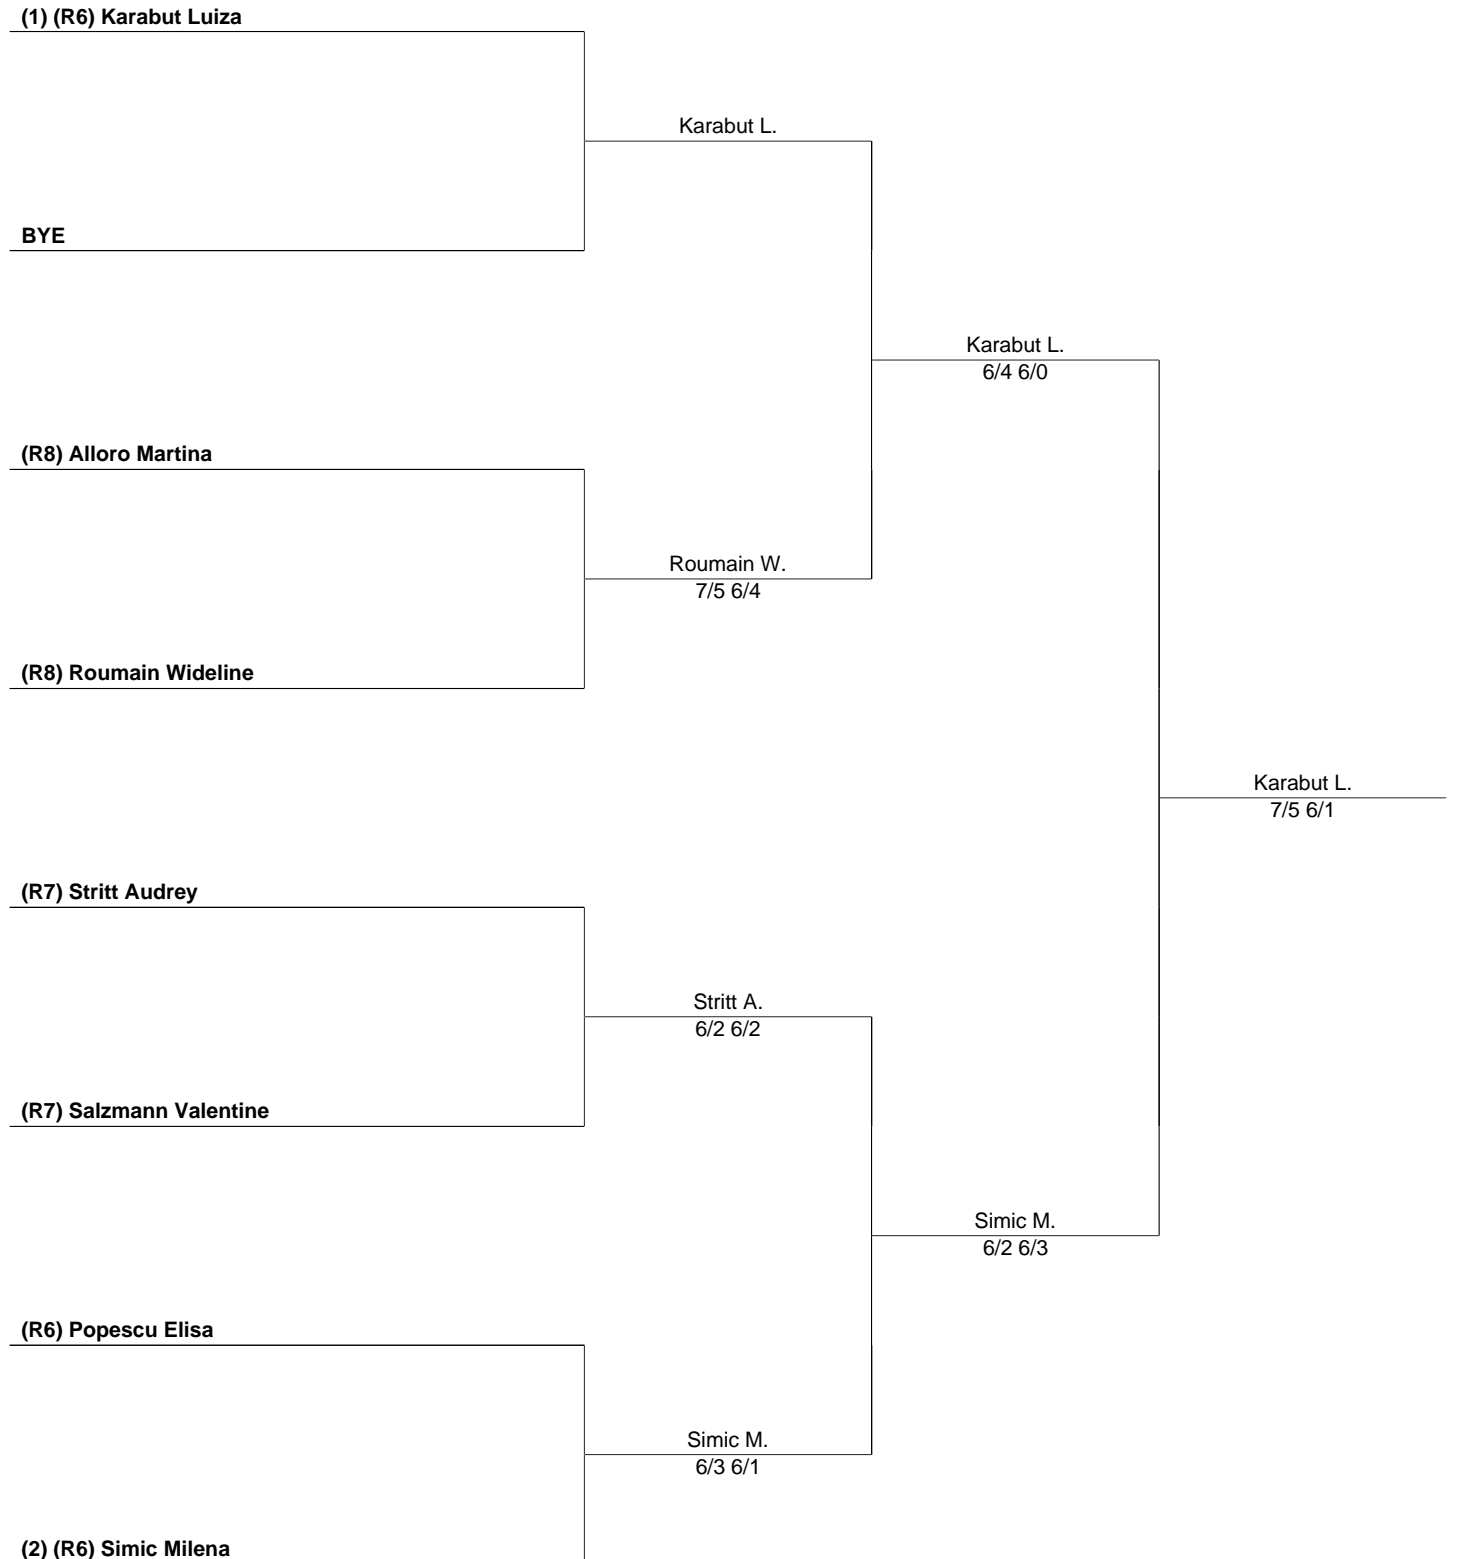 (1) (R6) Karabut Luiza
Karabut L.
BYE
Karabut L.
6/4 6/0
(R8) Alloro Martina
Roumain W.
7/5 6/4
(R8) Roumain Wideline
Karabut L.
7/5 6/1
(R7) Stritt Audrey
Stritt A.
6/2 6/2
(R7) Salzmann Valentine
Simic M.
6/2 6/3
(R6) Popescu Elisa
Simic M.
6/3 6/1
(2) (R6) Simic Milena